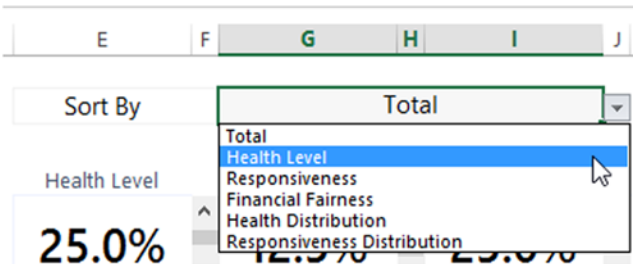 E F G H I J
Sort By Total
Total
Health Level
Responsiveness
Financial Fairness
Health Distribution
Responsiveness Distribution
Health Level
25.0%